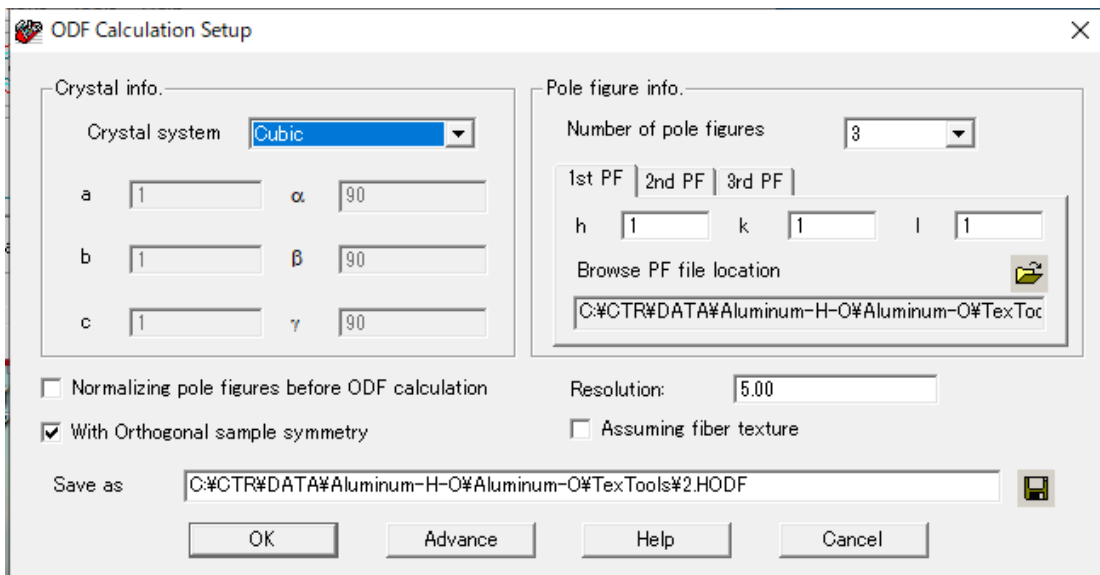 ODF Calculation Setup
Crystal info.
Crystal system Cubic
a 1 α 90
b 1 β 90
c 1 γ 90
Pole figure info.
Number of pole figures 3
1st PF 2nd PF 3rd PF
h 1 k 1 l 1
Browse PF file location
C:¥CTR¥DATA¥Aluminum-H-O¥Aluminum-O¥TexToo
Normalizing pole figures before ODF calculation
Resolution: 5.00
With Orthogonal sample symmetry
Assuming fiber texture
Save as C:¥CTR¥DATA¥Aluminum-H-O¥Aluminum-O¥TexTools¥2.HODF
OK Advance Help Cancel